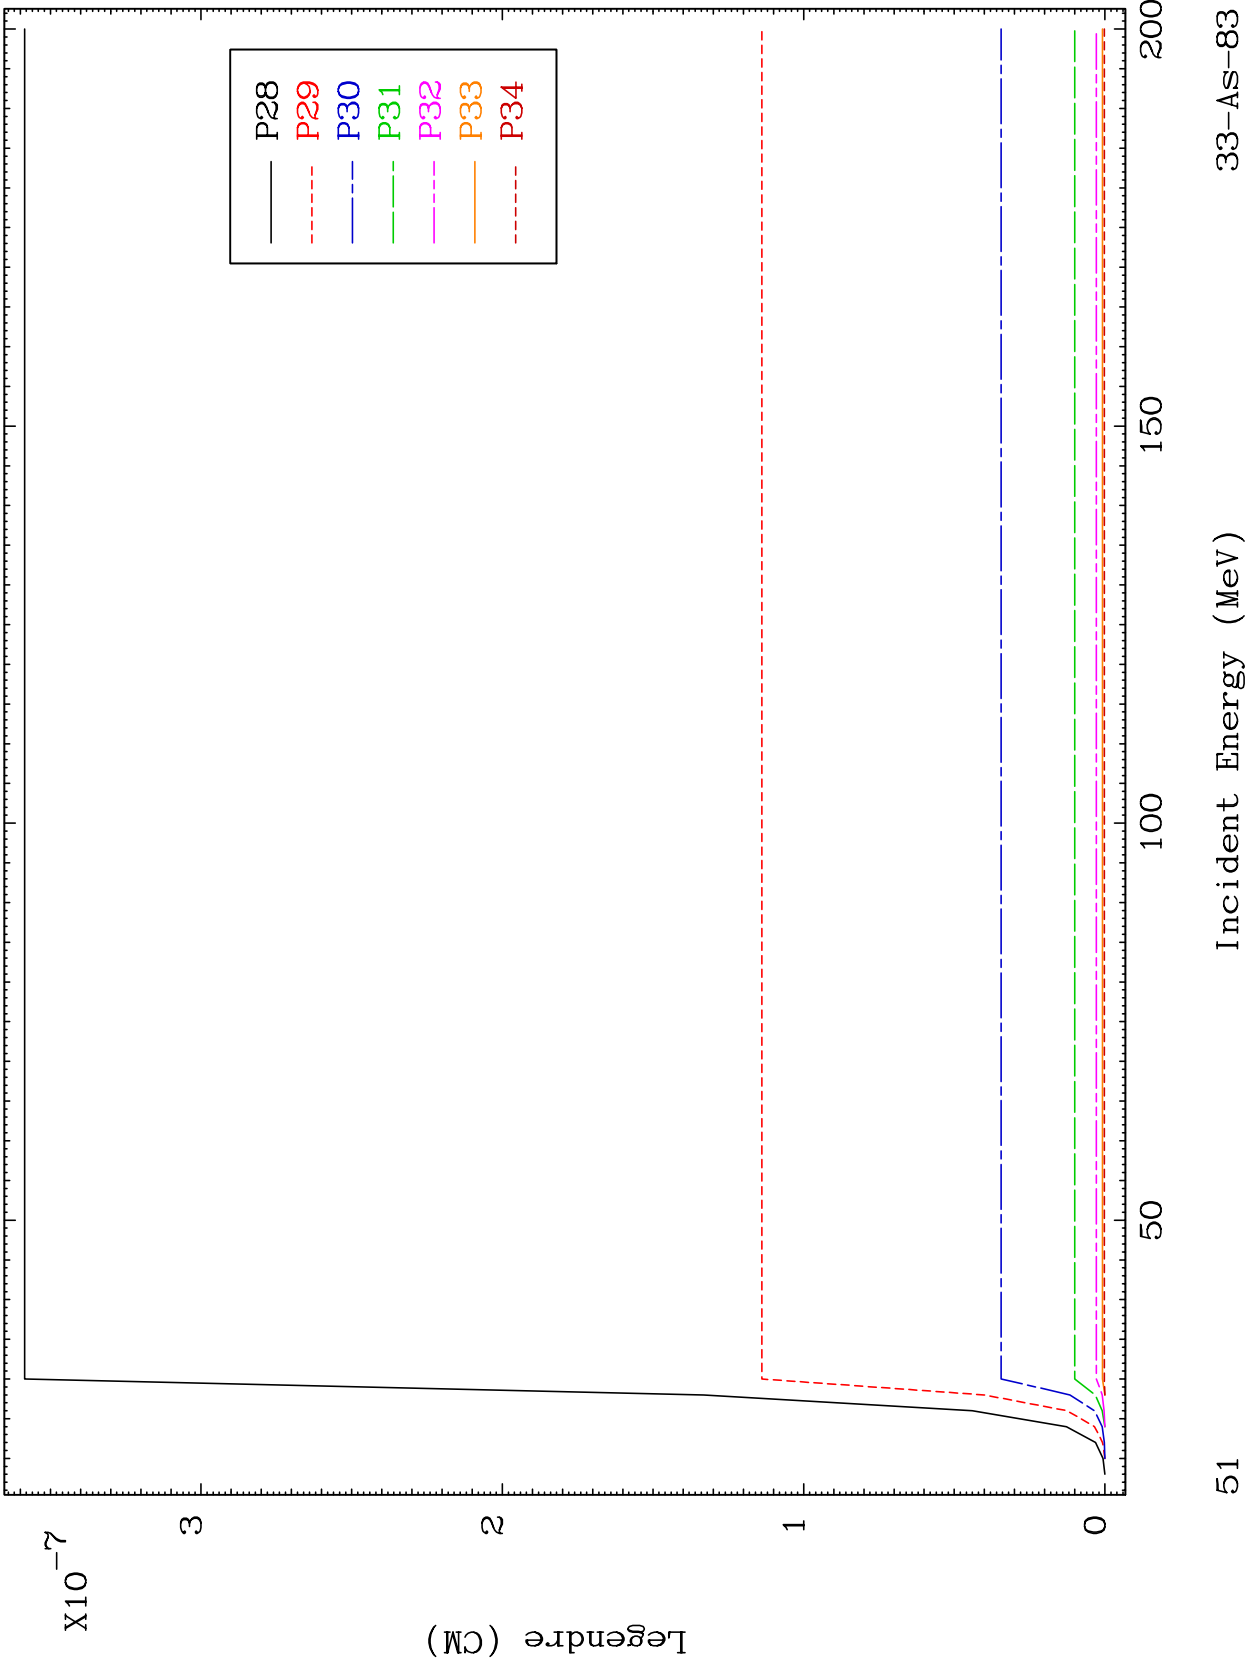 X10-7
Legendre (CM)
3
2
1
0
50
100
150
200
P28
P29
P30
P31
P32
P33
P34
51
Incident Energy (MeV)
33-As-83